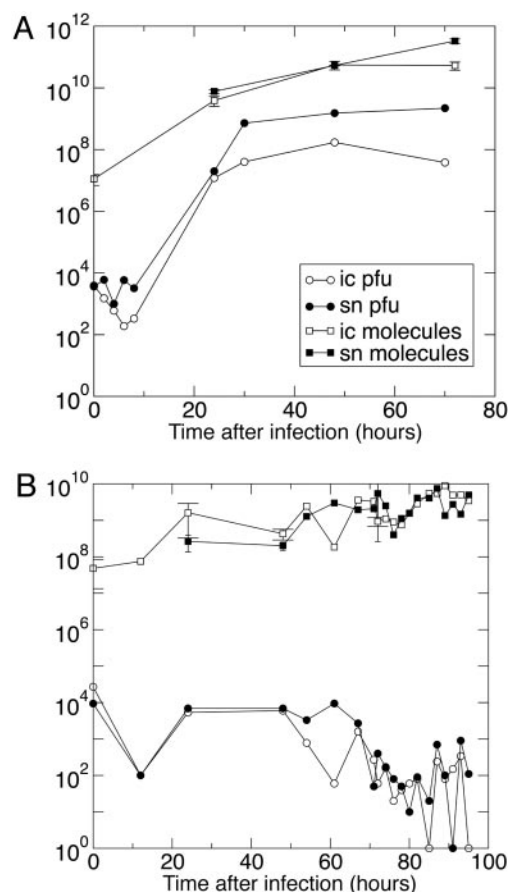 A
10^12
10^10
10^8
10^6
10^4
10^2
10^0
ic pfu
sn pfu
ic molecules
sn molecules
0 20 40 60 80
Time after infection (hours)
B
10^10
10^8
10^6
10^4
10^2
10^0
0 20 40 60 80 100
Time after infection (hours)